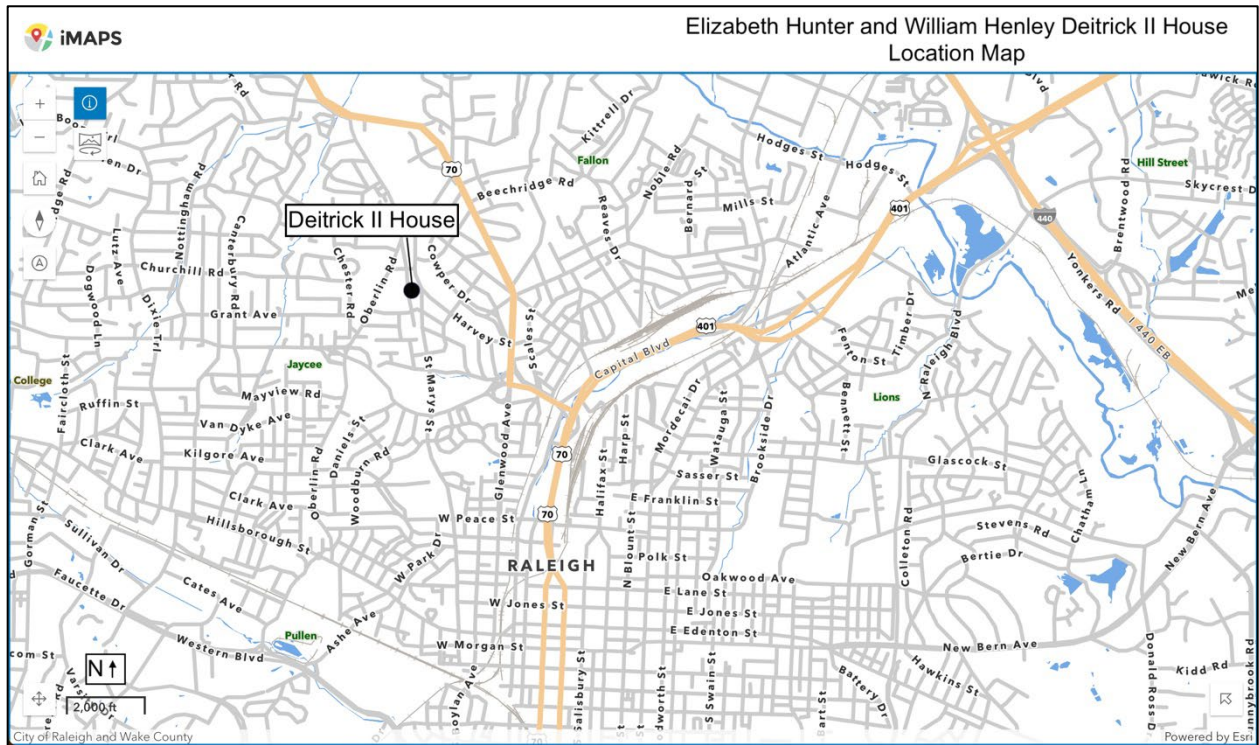 iMAPS
Elizabeth Hunter and William Henley Deitrick II House
Location Map
Deitrick II House
Kittrell Dr
Fallon
Noble Rd
Bernard St
Hodges St
Hodges St
Hill Street
Skycrest D
Brentwood Rd
Beechridge Rd
Reaves Dr
Mills St
Atlantic Ave
70
401
440
Nottingham Rd
Canterbury Rd
Lutz Ave
Churchill Rd
Dogwood Ln
Dixie Trl
Grant Ave
Chester Rd
Oberlin Rd
Cowper Dr
Harvey St
Scales St
Yonkers Rd
I 440 EB
401
Capital Blvd
Timber Dr
Fenton St
N Raleigh Blvd
Jaycee
College
Faircloth St
Ruffin St
Mayview Rd
Van Dyke Ave
Kilgore Ave
Clark Ave
Clark Ave
St Marys St
Daniels St
Woodburn Rd
Oberlin Rd
Glenwood Ave
70
Mordecai Dr
Watauga St
Brookside Dr
Bennett St
Lions
Harp St
Halifax St
Sasser St
E Franklin St
Glascock St
Chatham Ln
Stevens Rd
Bertie Dr
New Bern Ave
Colleton Rd
Hillsborough St
Gorman St
Sullivan Dr
Faucette Dr
Cates Ave
W Park Dr
W Peace St
70
RALEIGH
N Blount St
Polk St
Oakwood Ave
E Lane St
W Jones St
E Jones St
E Edenton St
W Morgan St
New Bern Ave
Pullen
Ashe Ave
Western Blvd
Boylan Ave
Salisbury St
S Swain St
Battery Dr
Hawkins St
Bart St
Donald Ross D
Kidd Rd
nnybrook Rd
com St
dworth St
70
N
2,000 ft
City of Raleigh and Wake County
Powered by Esri